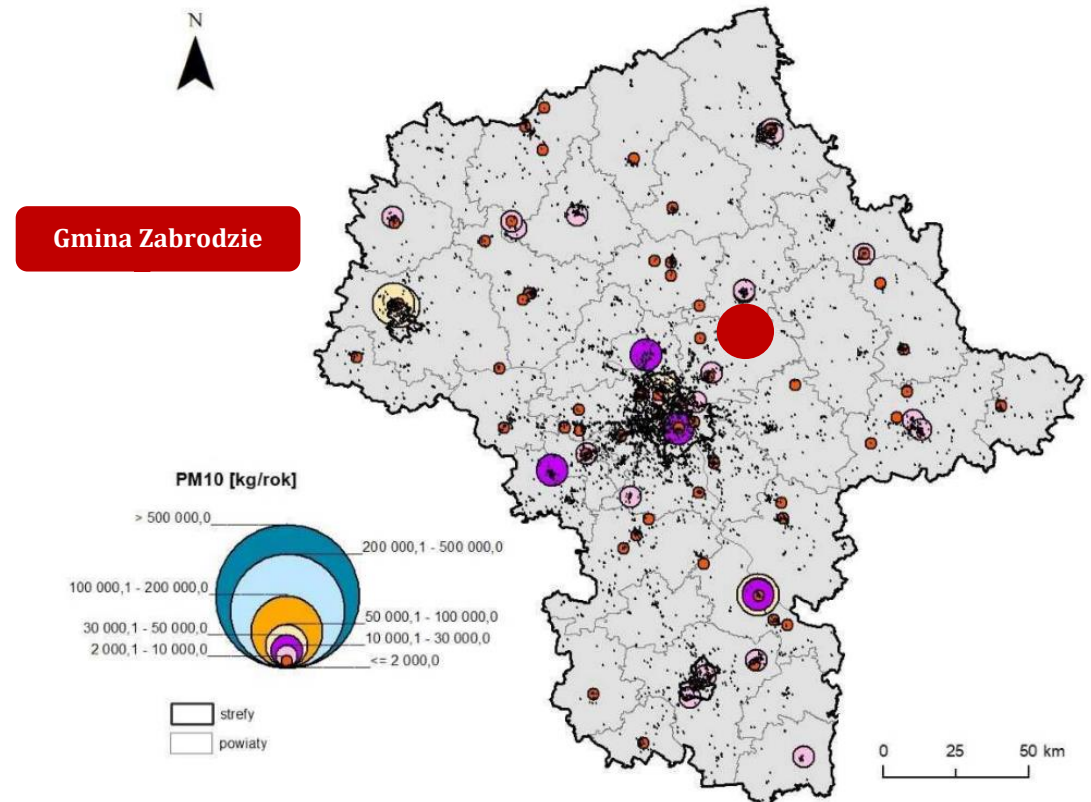 N
Gmina Zabrodzie
PM10 [kg/rok]
> 500 000,0
200 000,1 - 500 000,0
100 000,1 - 200 000,0
50 000,1 - 100 000,0
30 000,1 - 50 000,0
10 000,1 - 30 000,0
2 000,1 - 10 000,0
<= 2 000,0
strefy
powiaty
0 25 50 km